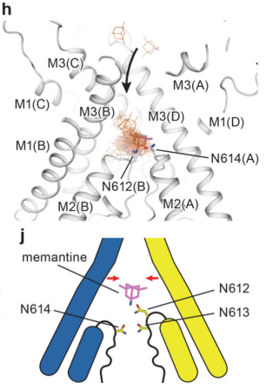 h
M3(C)
M3(A)
M1(C)
M3(B)
M3(D)
M1(D)
M1(B)
N614(A)
N612(B)
M2(B)
M2(A)
j
memantine
N612
N614
N613